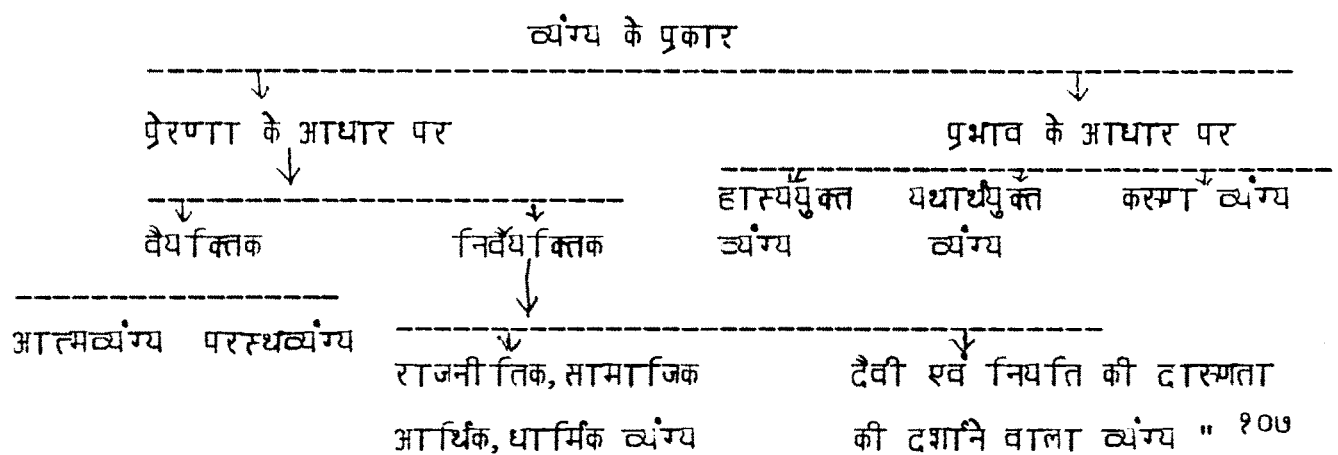 व्यंग्य के प्रकार
प्रेरणा के आधार पर प्रभाव के आधार पर
हास्ययुक्त यथार्थयुक्त करुणा व्यंग्य
वैयक्तिक निर्वैयक्तिक व्यंग्य व्यंग्य
आत्मव्यंग्य परस्थव्यंग्य
राजनीतिक, सामाजिक दैवी एवं नियति की दारुणता
आर्थिक, धार्मिक व्यंग्य की दर्शाने वाला व्यंग्य " १०७